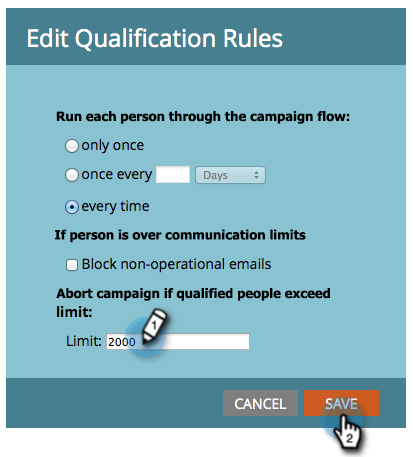 Edit Qualification Rules
Run each person through the campaign flow:
only once
once every Days
every time
If person is over communication limits
Block non-operational emails
Abort campaign if qualified people exceed
limit:
Limit: 2000 1
CANCEL SAVE
2